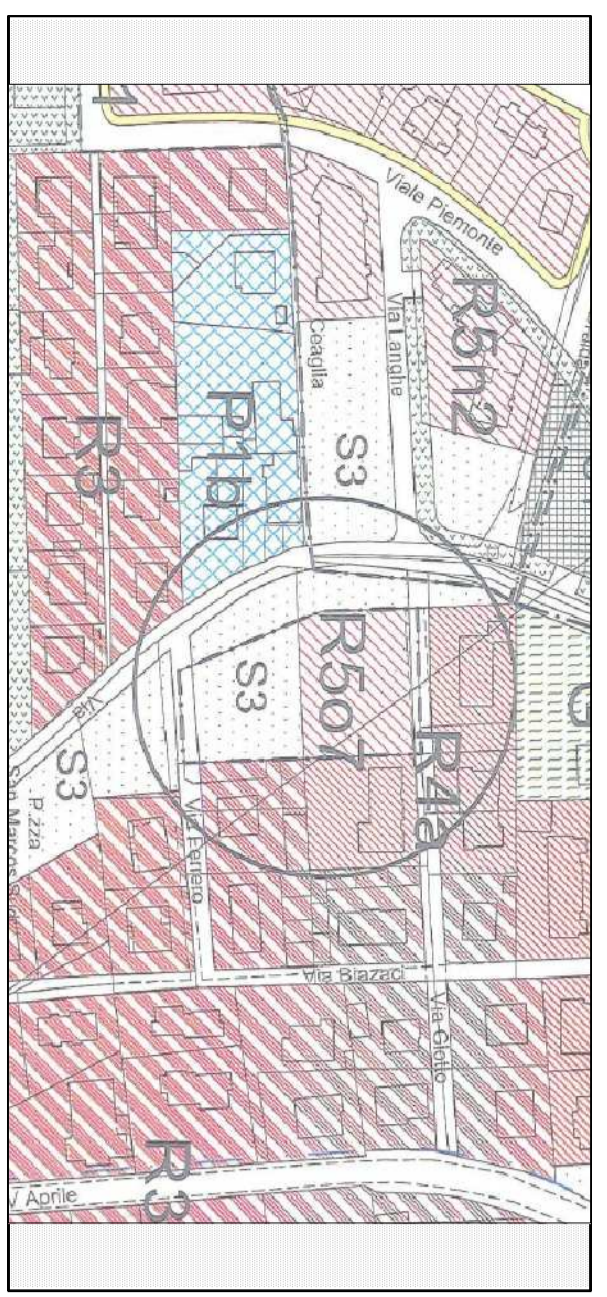 Viale Piemonte
R5n2
Via Langhe
Ceaglia
S3
P1b
R3
R5o7
S3
R4a
G
Via
S3
P.zza
Via Ferrero
Via Blazaci
Via Giotto
R3
V Aprile